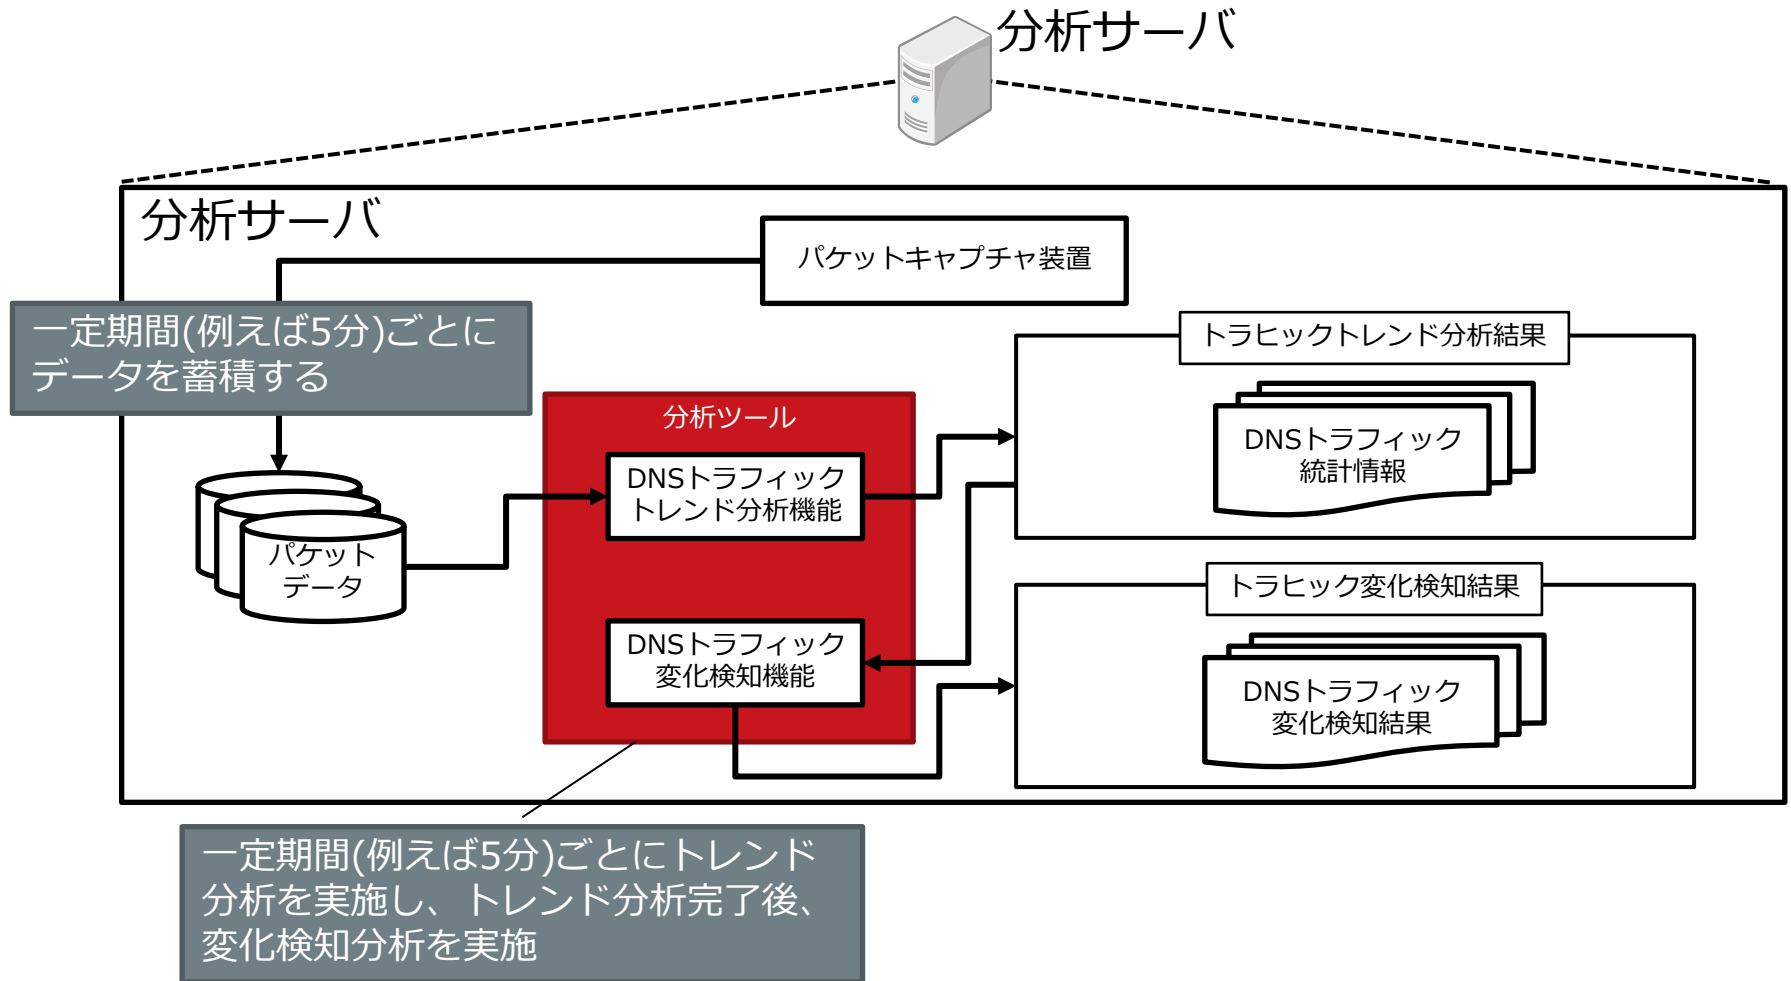 分析サーバ
分析サーバ
パケットキャプチャ装置
一定期間(例えば5分)ごとに
データを蓄積する
トラヒックトレンド分析結果
分析ツール
DNSトラフィック
統計情報
DNSトラフィック
トレンド分析機能
パケット
データ
トラヒック変化検知結果
DNSトラフィック
変化検知機能
DNSトラフィック
変化検知結果
一定期間(例えば5分)ごとにトレンド
分析を実施し、トレンド分析完了後、
変化検知分析を実施